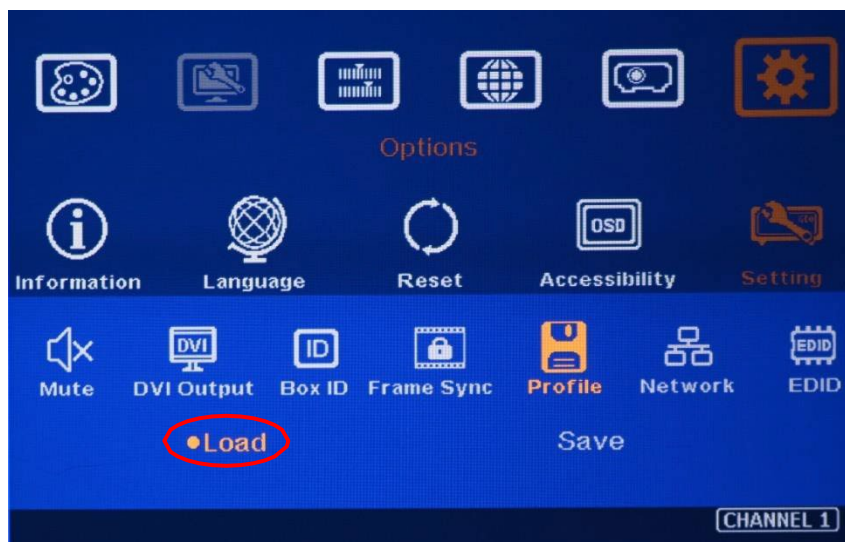 Options
OSD
Information Language Reset Accessibility Setting
DVI ID EDID
Mute DVI Output Box ID Frame Sync Profile Network EDID
•Load Save
CHANNEL 1